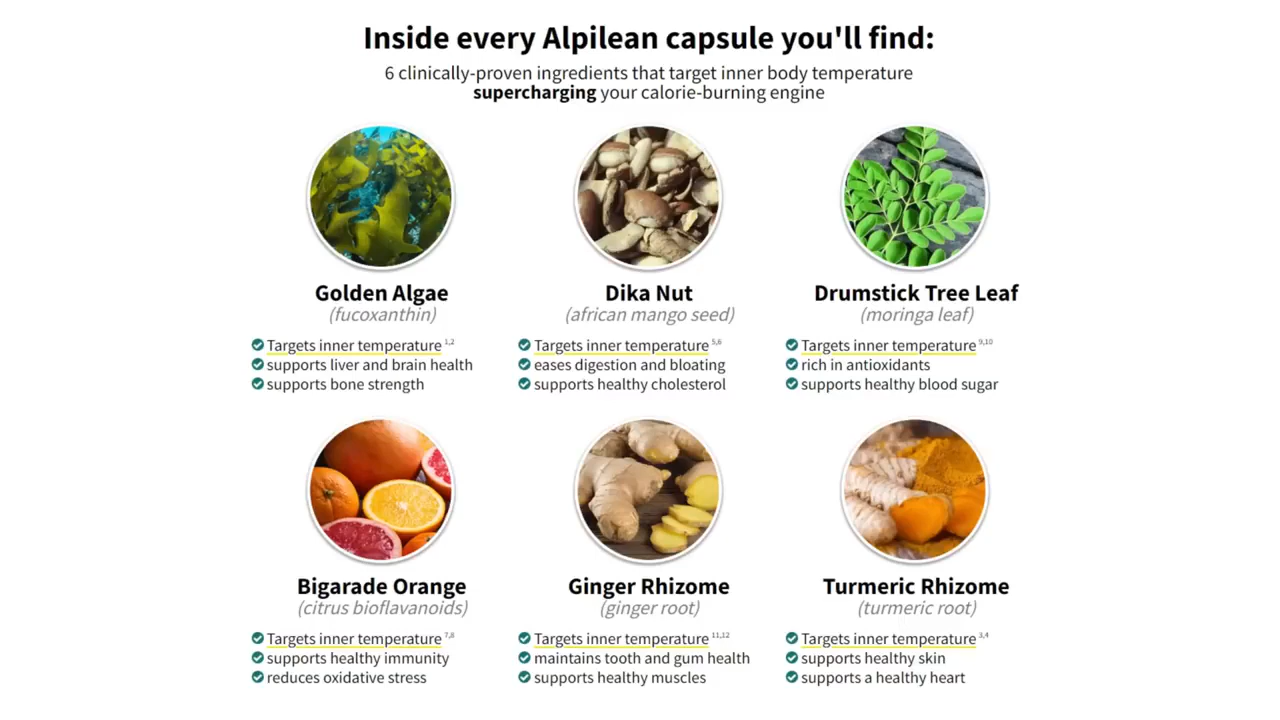 Inside every Alpilean capsule you'll find:
6 clinically-proven ingredients that target inner body temperature
supercharging your calorie-burning engine
Golden Algae
(fucoxanthin)
Targets inner temperature 1,2
supports liver and brain health
supports bone strength
Dika Nut
(african mango seed)
Targets inner temperature 5,6
eases digestion and bloating
supports healthy cholesterol
Drumstick Tree Leaf
(moringa leaf)
Targets inner temperature 9,10
rich in antioxidants
supports healthy blood sugar
Bigarade Orange
(citrus bioflavanoids)
Targets inner temperature 7,8
supports healthy immunity
reduces oxidative stress
Ginger Rhizome
(ginger root)
Targets inner temperature 11,12
maintains tooth and gum health
supports healthy muscles
Turmeric Rhizome
(turmeric root)
Targets inner temperature 3,4
supports healthy skin
supports a healthy heart